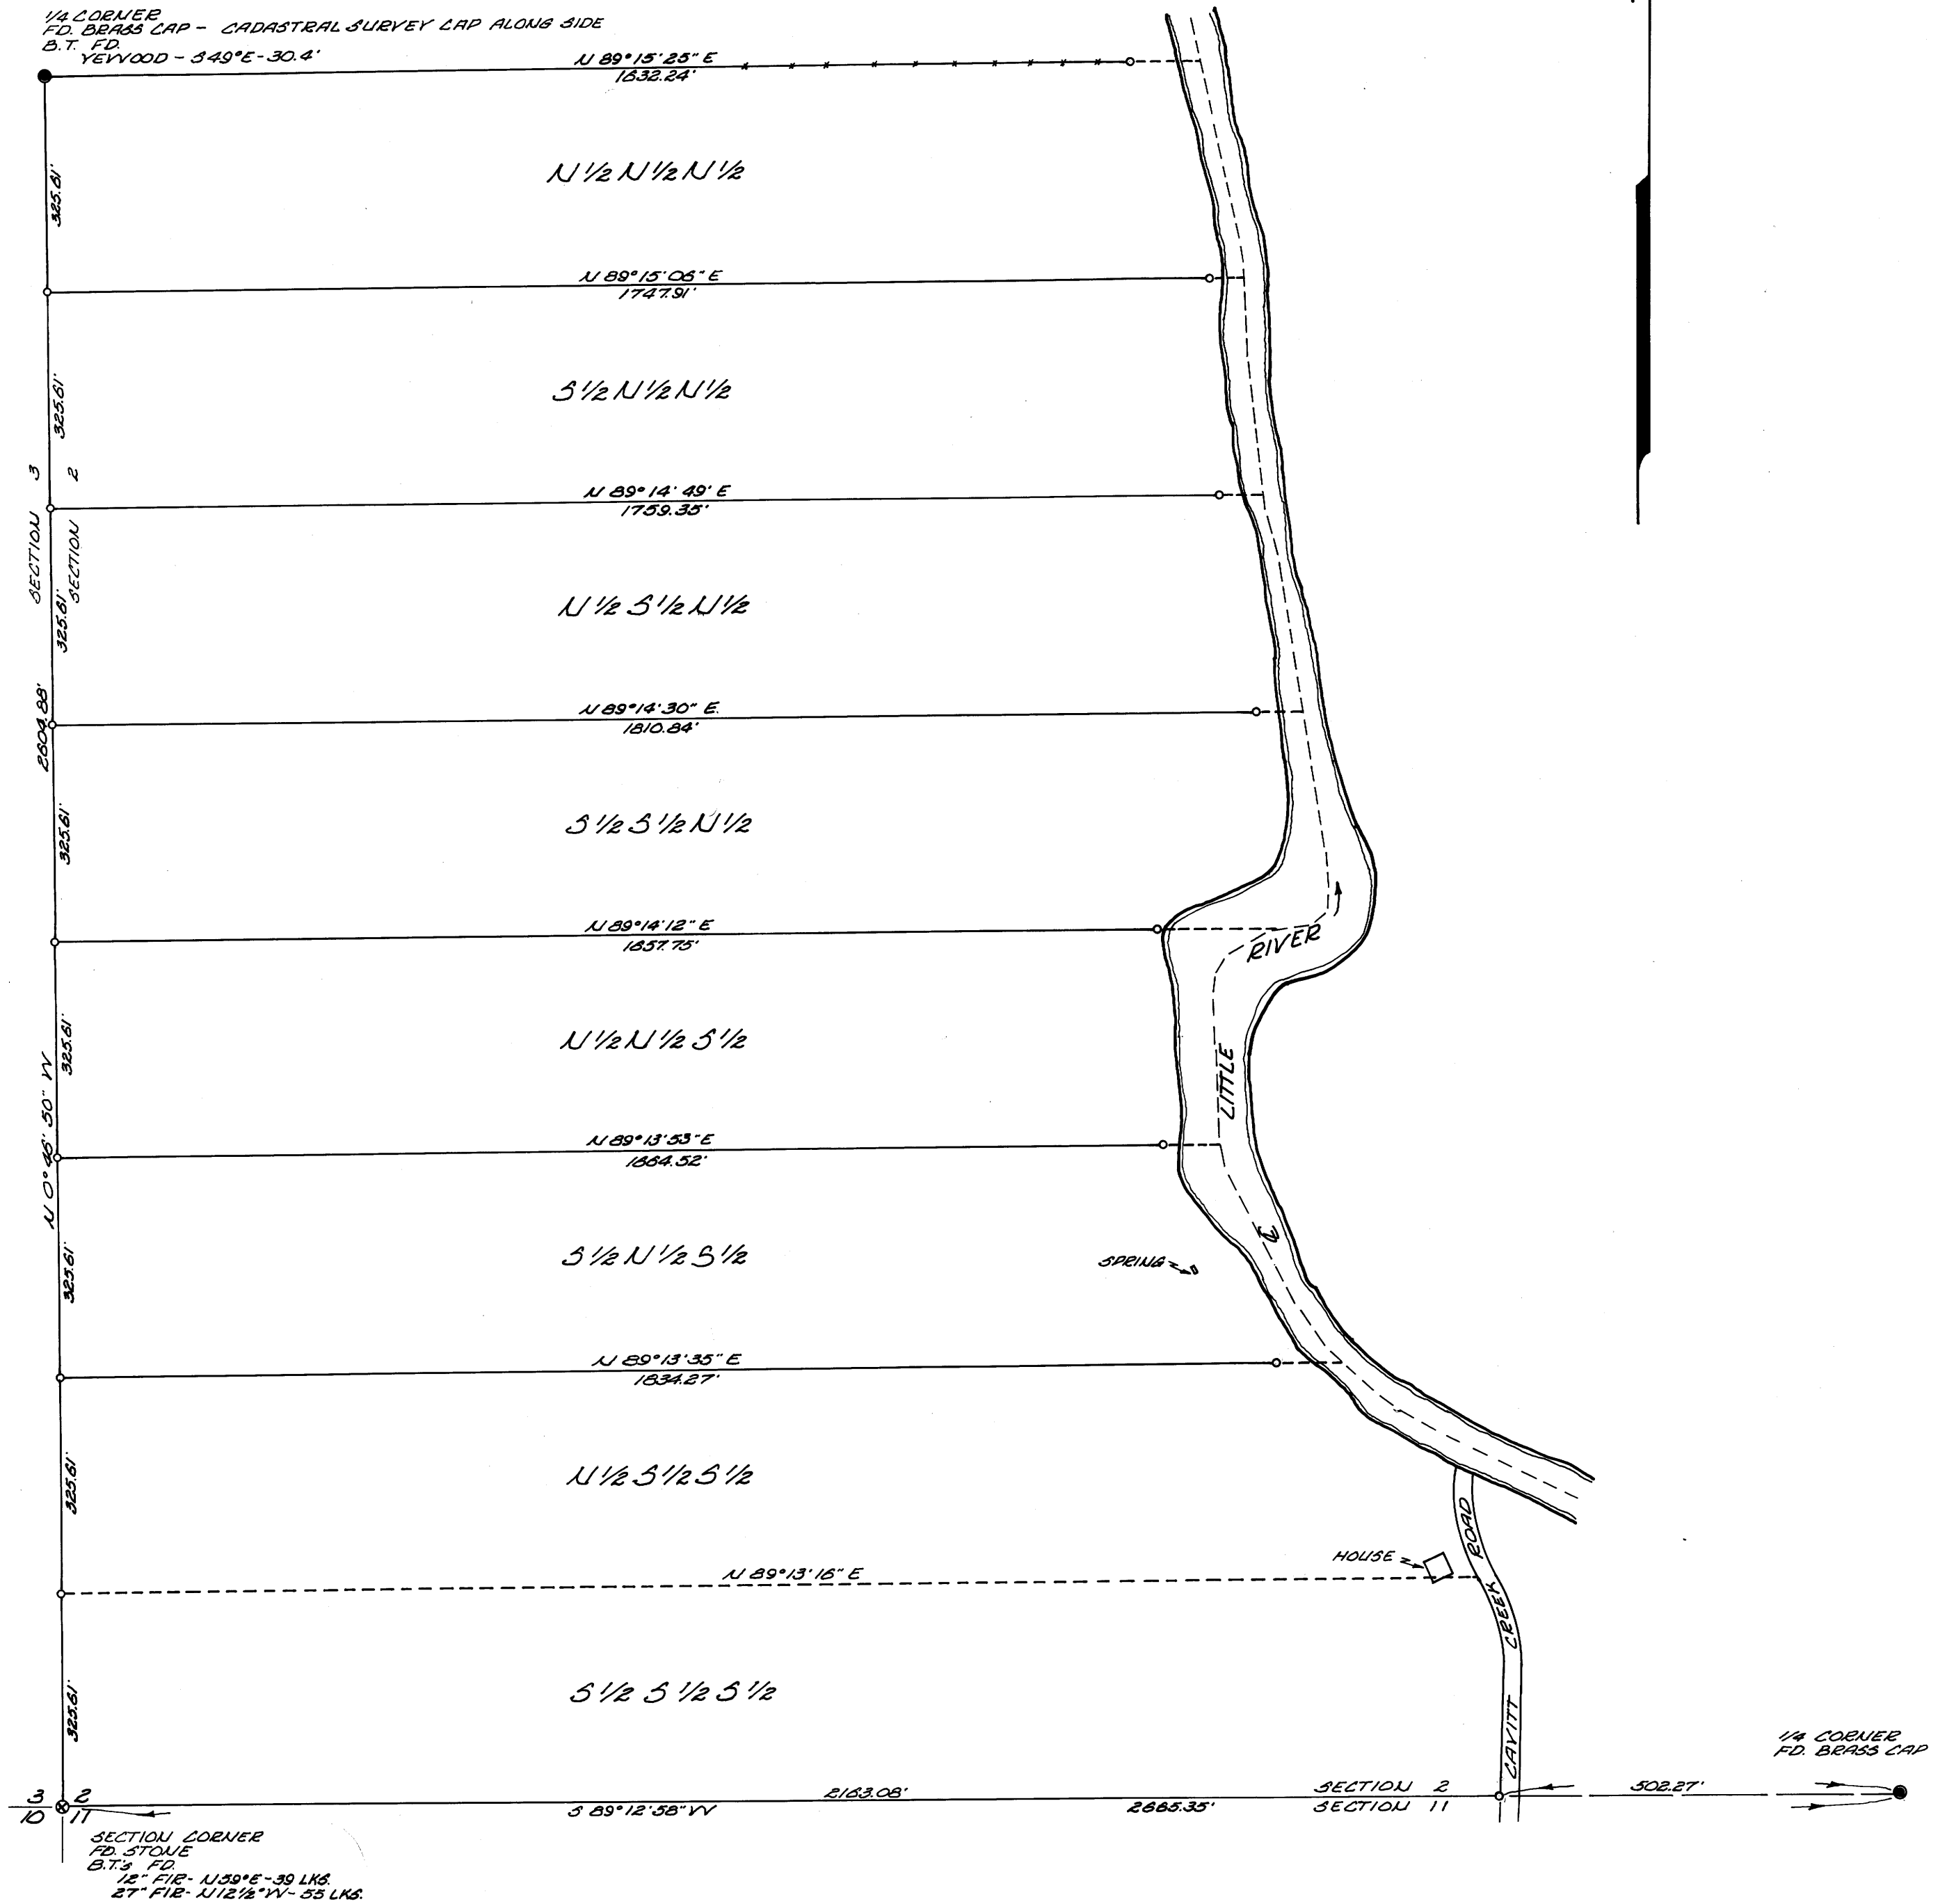 1/4 CORNER
FD. BRASS CAP - CADASTRAL SURVEY CAP ALONG SIDE
B.T. FD.
YEWOOD - S49°E-30.4'
N 89°15'25" E
1632.24'
325.61'
N 1/2 N 1/2 N 1/2
N 89°15'06" E
1747.91'
325.61'
S 1/2 N 1/2 N 1/2
SECTION 3
SECTION 2
N 89°14'49' E
1759.35'
325.61'
N 1/2 S 1/2 N 1/2
2604.88'
N 89°14'30" E.
1810.84'
325.61'
S 1/2 S 1/2 N 1/2
N 89°14'12" E
1657.75'
RIVER
325.61'
N 1/2 N 1/2 S 1/2
LITTLE
N 0° 46' 50" W
N 89°13'53" E
1664.52'
325.61'
S 1/2 N 1/2 S 1/2
SPRING
℄
N 89°13'35" E
1834.27'
325.61'
N 1/2 S 1/2 S 1/2
HOUSE
N 89°13'16" E
325.61'
S 1/2 S 1/2 S 1/2
CAVITT CREEK ROAD
1/4 CORNER
FD. BRASS CAP
3 2
10 11
S 89°12'58" W
2163.08'
2665.35'
SECTION 2
SECTION 11
502.27'
SECTION CORNER
FD. STONE
B.T.'s FD.
12" FIR - N59°E-39 LKS.
27" FIR - N12 1/2°W-55 LKS.